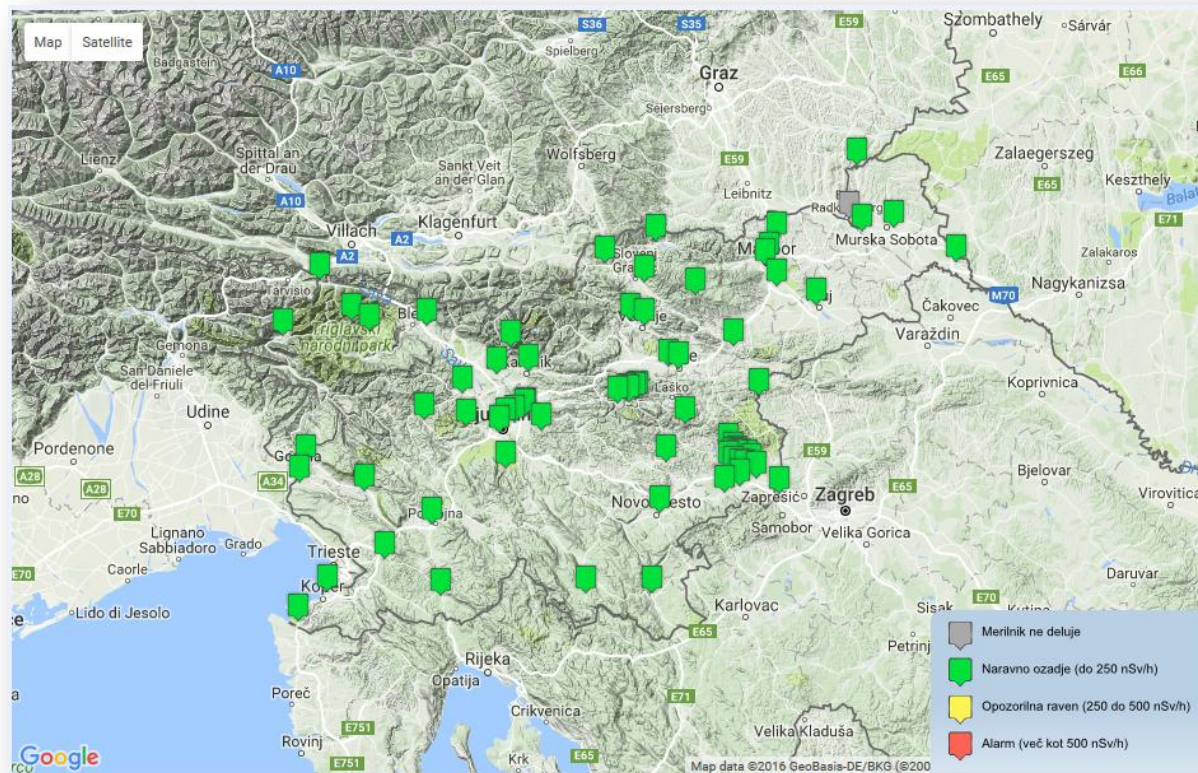 Map
Satellite
Badgastein
A10
S36
S35
E59
Szombathely
Sárvár
Spielberg
Graz
E65
E66
Seiersberg
Wolfsberg
Lienz
Spittal an
der Drau
Sankt Veit
an der Glan
E59
Leibnitz
Zalaegerszeg
E65
Keszthely
A10
Klagenfurt
Villach
A2
A2
E71
Murska Sobota
Zalakaros
Nagykanizsa
M70
Tarvisio
Triglavski
narodni park
Čakovec
Varaždin
Gemona
San Daniele
del Friuli
Koprivnica
Laško
Udine
Pordenone
A28
A28
A34
E59
Bjelovar
Virovitica
E70
Zaprešić
Zagreb
E65
Samobor
Velika Gorica
Lignano
Sabbiadoro
Grado
Caorle
Trieste
Koper
E70
Lido di Jesolo
Daruvar
Karlovac
Sisak
E70
Kutina
E65
Petrinj
Rijeka
Opatija
Poreč
Crikvenica
E71
E751
Rovinj
E751
Krk
E65
Velika Kladuša
Merilnik ne deluje
Naravno ozadje (do 250 nSv/h)
Opozorilna raven (250 do 500 nSv/h)
Alarm (več kot 500 nSv/h)
Google
Map data ©2016 GeoBasis-DE/BKG (©200